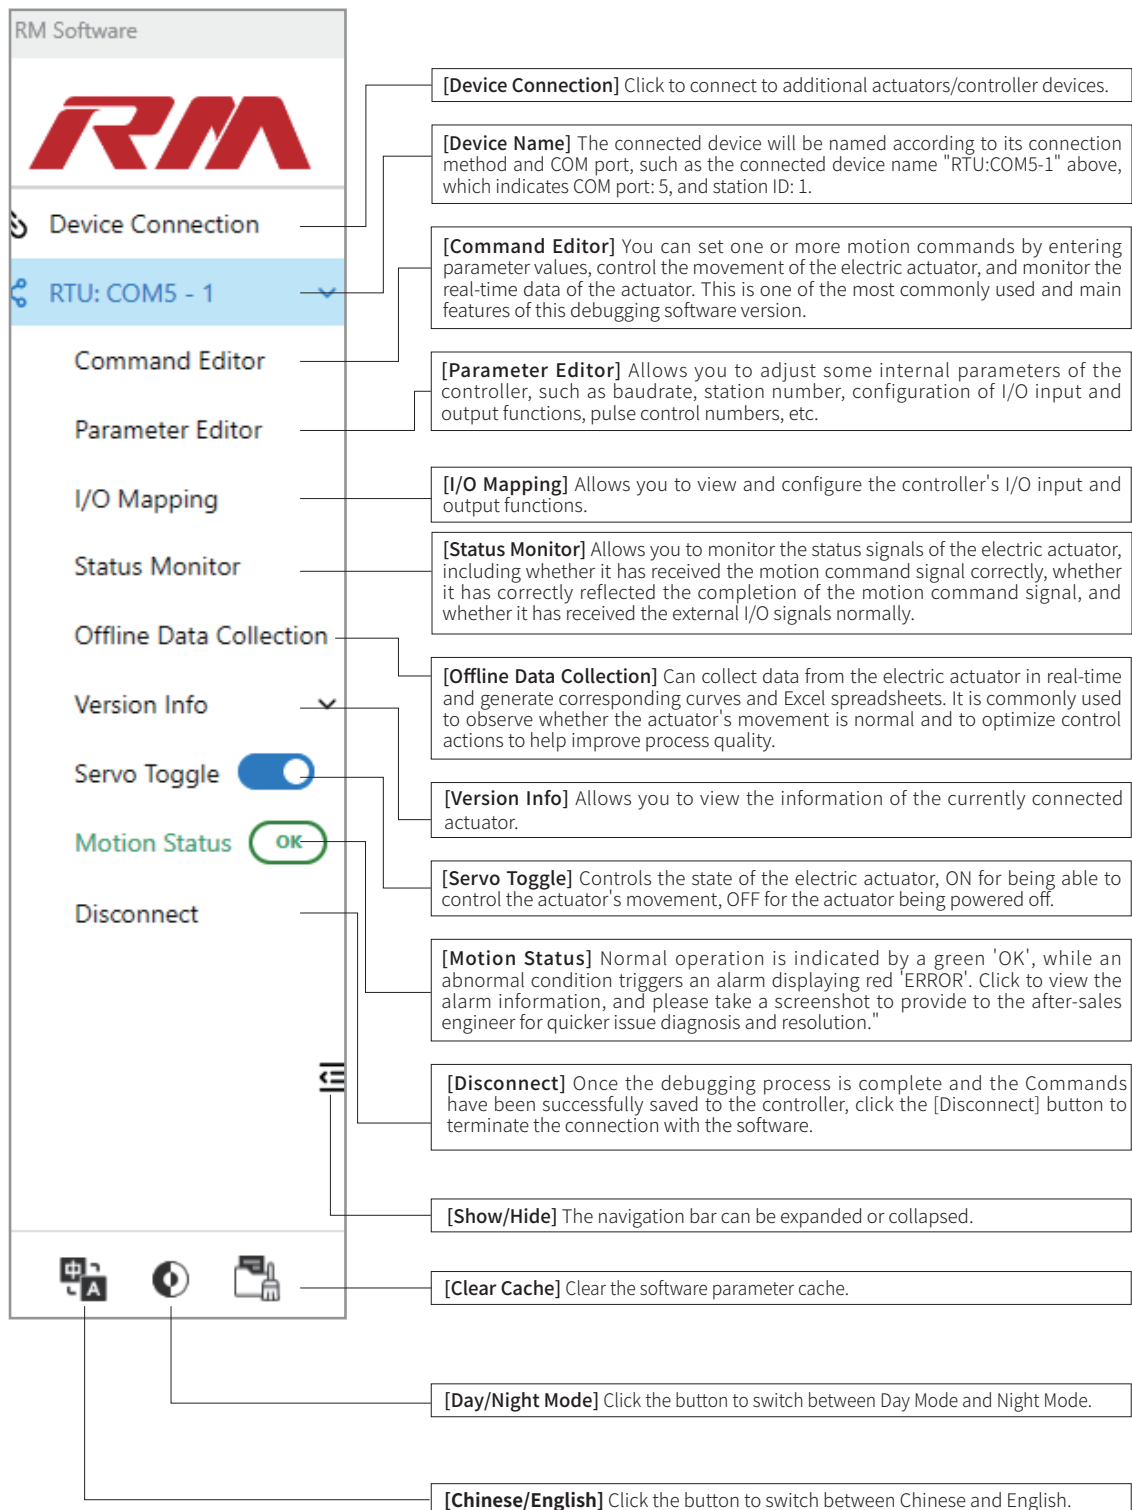 RM Software
RM
Device Connection
RTU: COM5 - 1
Command Editor
Parameter Editor
I/O Mapping
Status Monitor
Offline Data Collection
Version Info
Servo Toggle
Motion Status OK
Disconnect
中 A
[Device Connection] Click to connect to additional actuators/controller devices.
[Device Name] The connected device will be named according to its connection
method and COM port, such as the connected device name "RTU:COM5-1" above,
which indicates COM port: 5, and station ID: 1.
[Command Editor] You can set one or more motion commands by entering
parameter values, control the movement of the electric actuator, and monitor the
real-time data of the actuator. This is one of the most commonly used and main
features of this debugging software version.
[Parameter Editor] Allows you to adjust some internal parameters of the
controller, such as baudrate, station number, configuration of I/O input and
output functions, pulse control numbers, etc.
[I/O Mapping] Allows you to view and configure the controller's I/O input and
output functions.
[Status Monitor] Allows you to monitor the status signals of the electric actuator,
including whether it has received the motion command signal correctly, whether
it has correctly reflected the completion of the motion command signal, and
whether it has received the external I/O signals normally.
[Offline Data Collection] Can collect data from the electric actuator in real-time
and generate corresponding curves and Excel spreadsheets. It is commonly used
to observe whether the actuator's movement is normal and to optimize control
actions to help improve process quality.
[Version Info] Allows you to view the information of the currently connected
actuator.
[Servo Toggle] Controls the state of the electric actuator, ON for being able to
control the actuator's movement, OFF for the actuator being powered off.
[Motion Status] Normal operation is indicated by a green 'OK', while an
abnormal condition triggers an alarm displaying red 'ERROR'. Click to view the
alarm information, and please take a screenshot to provide to the after-sales
engineer for quicker issue diagnosis and resolution."
[Disconnect] Once the debugging process is complete and the Commands
have been successfully saved to the controller, click the [Disconnect] button to
terminate the connection with the software.
[Show/Hide] The navigation bar can be expanded or collapsed.
[Clear Cache] Clear the software parameter cache.
[Day/Night Mode] Click the button to switch between Day Mode and Night Mode.
[Chinese/English] Click the button to switch between Chinese and English.